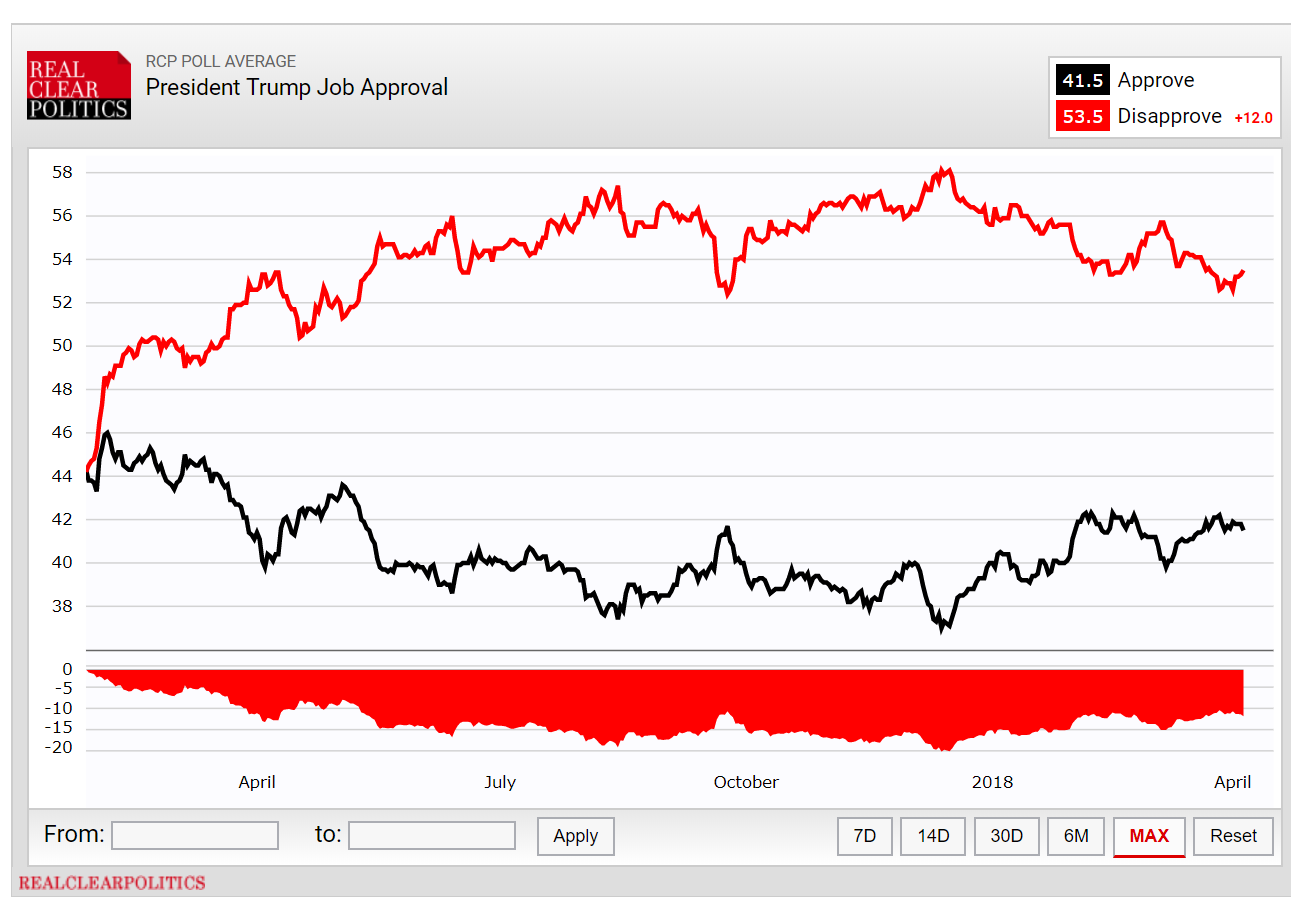 REAL
CLEAR
POLITICS
RCP POLL AVERAGE
President Trump Job Approval
41.5 Approve
53.5 Disapprove +12.0
58
56
54
52
50
48
46
44
42
40
38
0
-5
-10
-15
-20
April July October 2018 April
From: to: Apply 7D 14D 30D 6M MAX Reset
REALCLEARPOLITICS